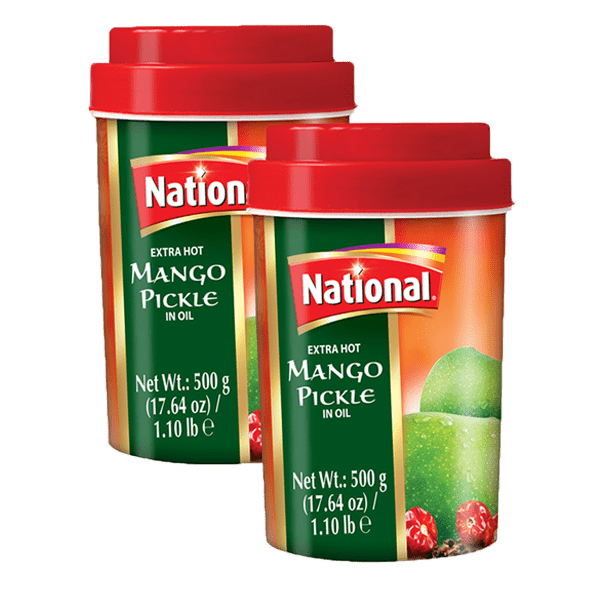 National
EXTRA HOT
MANGO
PICKLE
IN OIL
Net Wt.: 500 g
(17.64 oz) /
1.10 lb ℮
National
EXTRA HOT
MANGO
PICKLE
IN OIL
Net Wt.: 500 g
(17.64 oz) /
1.10 lb ℮